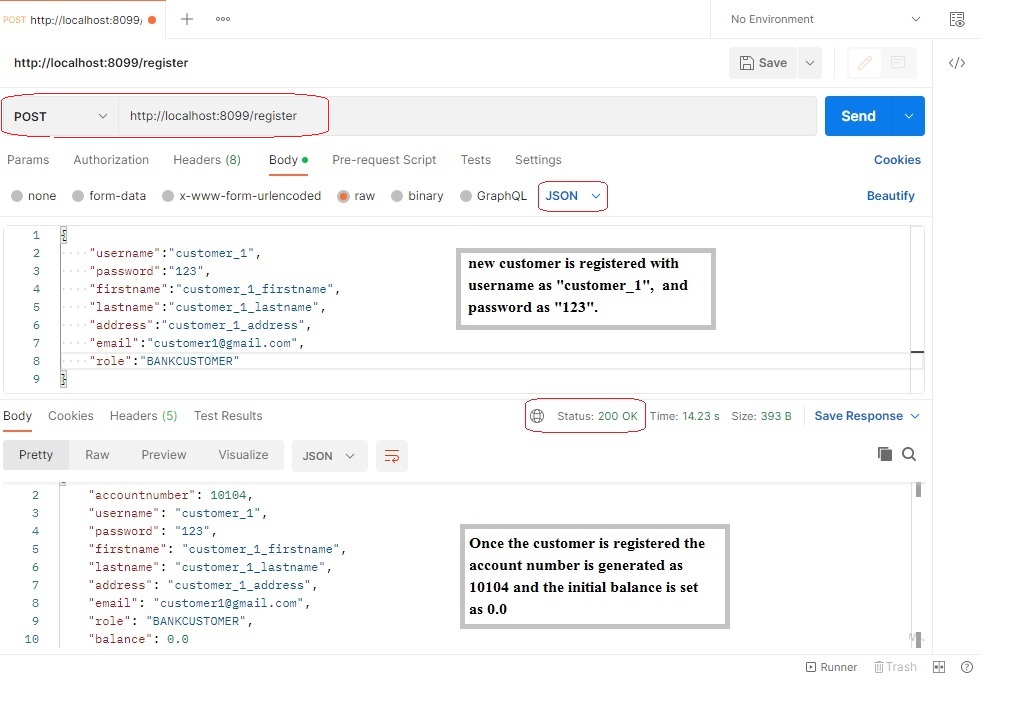 POST http://localhost:8099/
No Environment
http://localhost:8099/register
Save
POST http://localhost:8099/register
Send
Params Authorization Headers (8) Body Pre-request Script Tests Settings Cookies
none form-data x-www-form-urlencoded raw binary GraphQL JSON Beautify
1 {
2 "username":"customer_1",
3 "password":"123",
4 "firstname":"customer_1_firstname",
5 "lastname":"customer_1_lastname",
6 "address":"customer_1_address",
7 "email":"customer1@gmail.com",
8 "role":"BANKCUSTOMER"
9 }
new customer is registered with
username as "customer_1", and
password as "123".
Body Cookies Headers (5) Test Results Status: 200 OK Time: 14.23 s Size: 393 B Save Response
Pretty Raw Preview Visualize JSON
2 "accountnumber": 10104,
3 "username": "customer_1",
4 "password": "123",
5 "firstname": "customer_1_firstname",
6 "lastname": "customer_1_lastname",
7 "address": "customer_1_address",
8 "email": "customer1@gmail.com",
9 "role": "BANKCUSTOMER",
10 "balance": 0.0
Once the customer is registered the
account number is generated as
10104 and the initial balance is set
as 0.0
Runner Trash